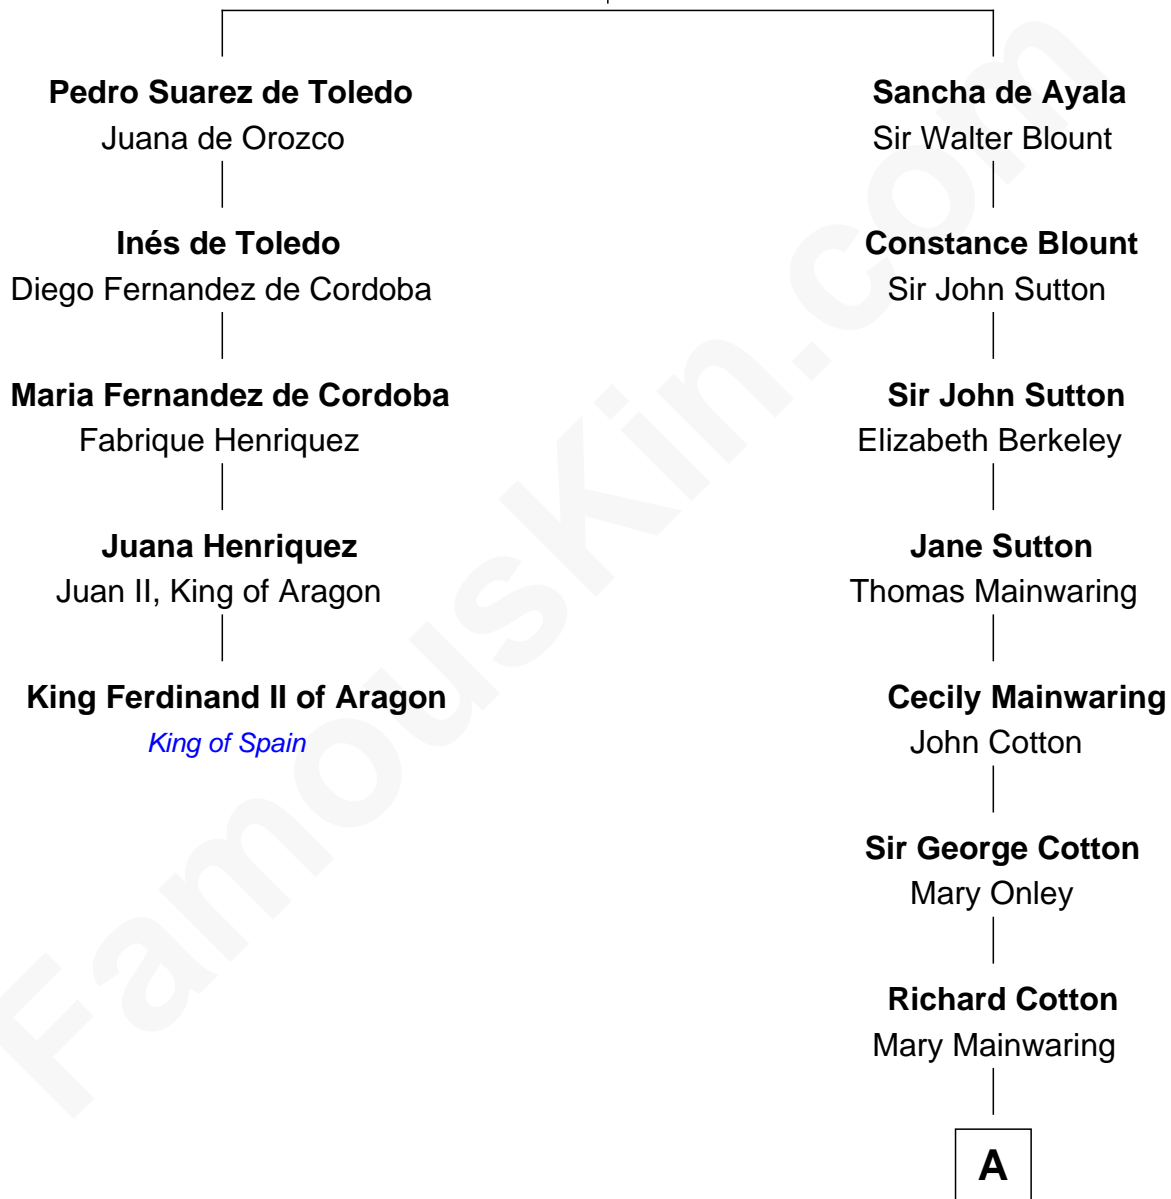 Pedro Suarez de Toledo
Juana de Orozco
Inés de Toledo
Diego Fernandez de Cordoba
Maria Fernandez de Cordoba
Fabrique Henriquez
Juana Henriquez
Juan II, King of Aragon
King Ferdinand II of Aragon
King of Spain
Sancha de Ayala
Sir Walter Blount
Constance Blount
Sir John Sutton
Sir John Sutton
Elizabeth Berkeley
Jane Sutton
Thomas Mainwaring
Cecily Mainwaring
John Cotton
Sir George Cotton
Mary Onley
Richard Cotton
Mary Mainwaring
A
FamousKin.com